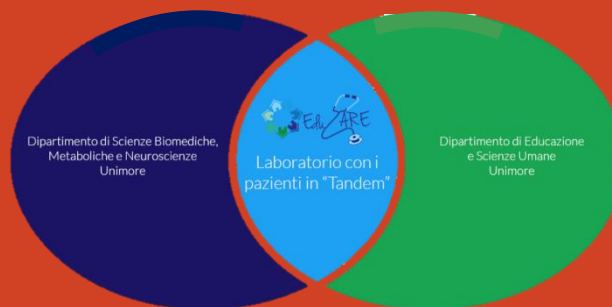 Dipartimento di Scienze Biomediche,
Metaboliche e Neuroscienze
Unimore
EduCARE
Laboratorio con i
pazienti in "Tandem"
Dipartimento di Educazione
e Scienze Umane
Unimore